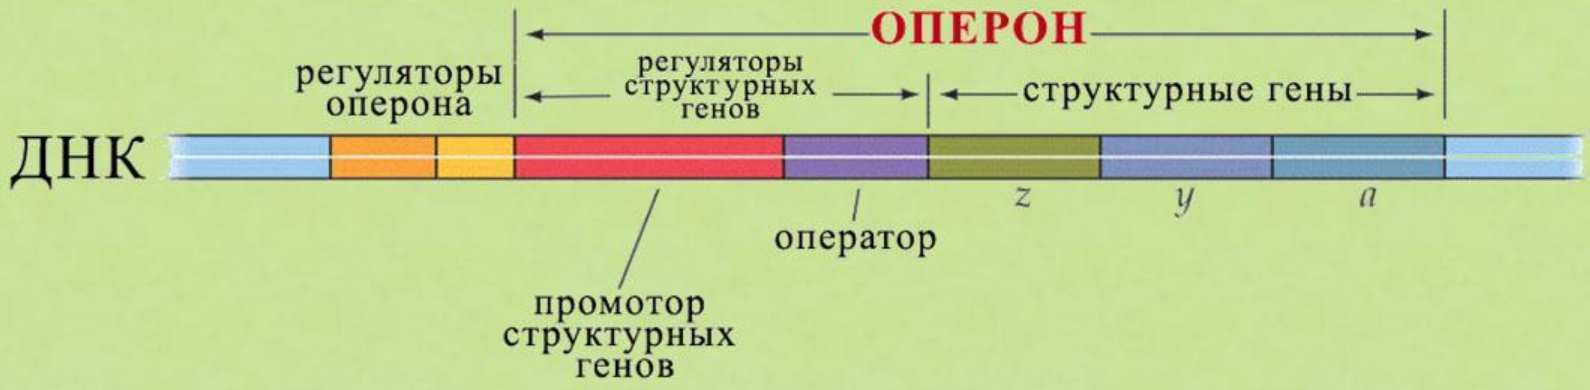 ОПЕРОН
регуляторы
оперона
регуляторы
структурных
генов
структурные гены
ДНК
z
y
a
оператор
промотор
структурных
генов